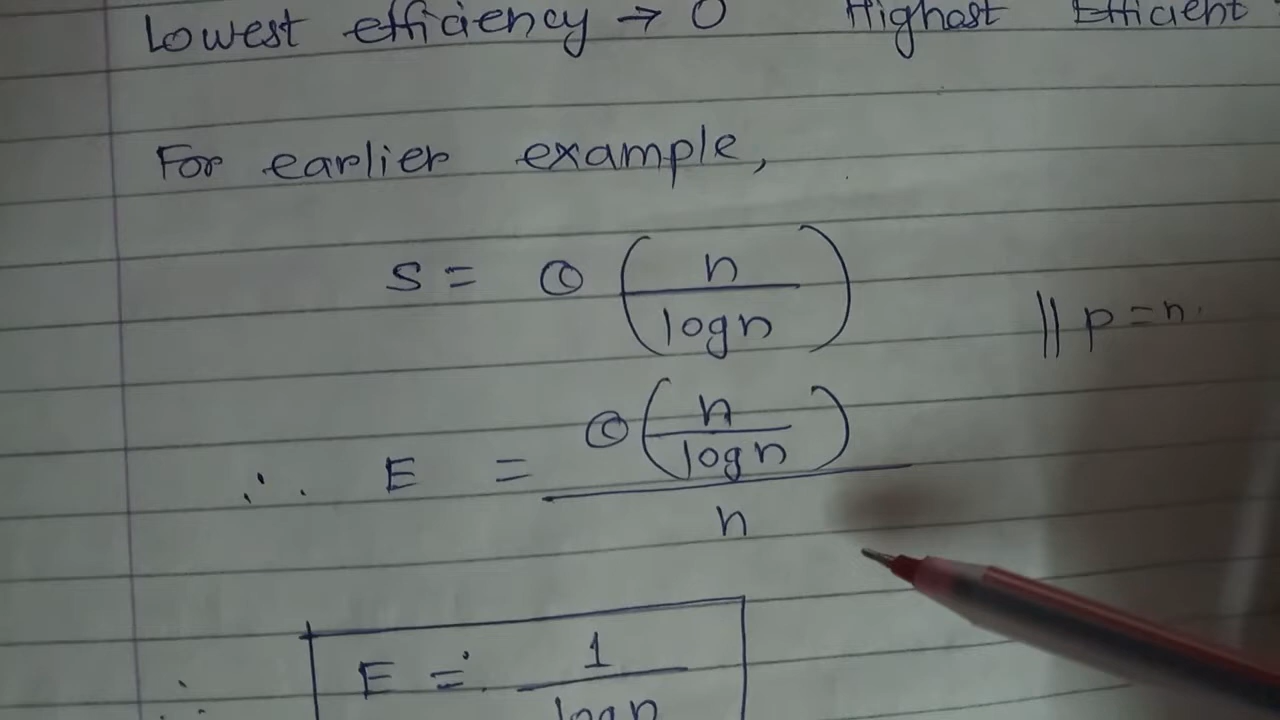 Lowest efficiency → 0 Highest Efficient
For earlier example,
S = Θ (n / log n) || p = n.
∴ E = Θ (n / log n) / n
∴ E = 1 / log n